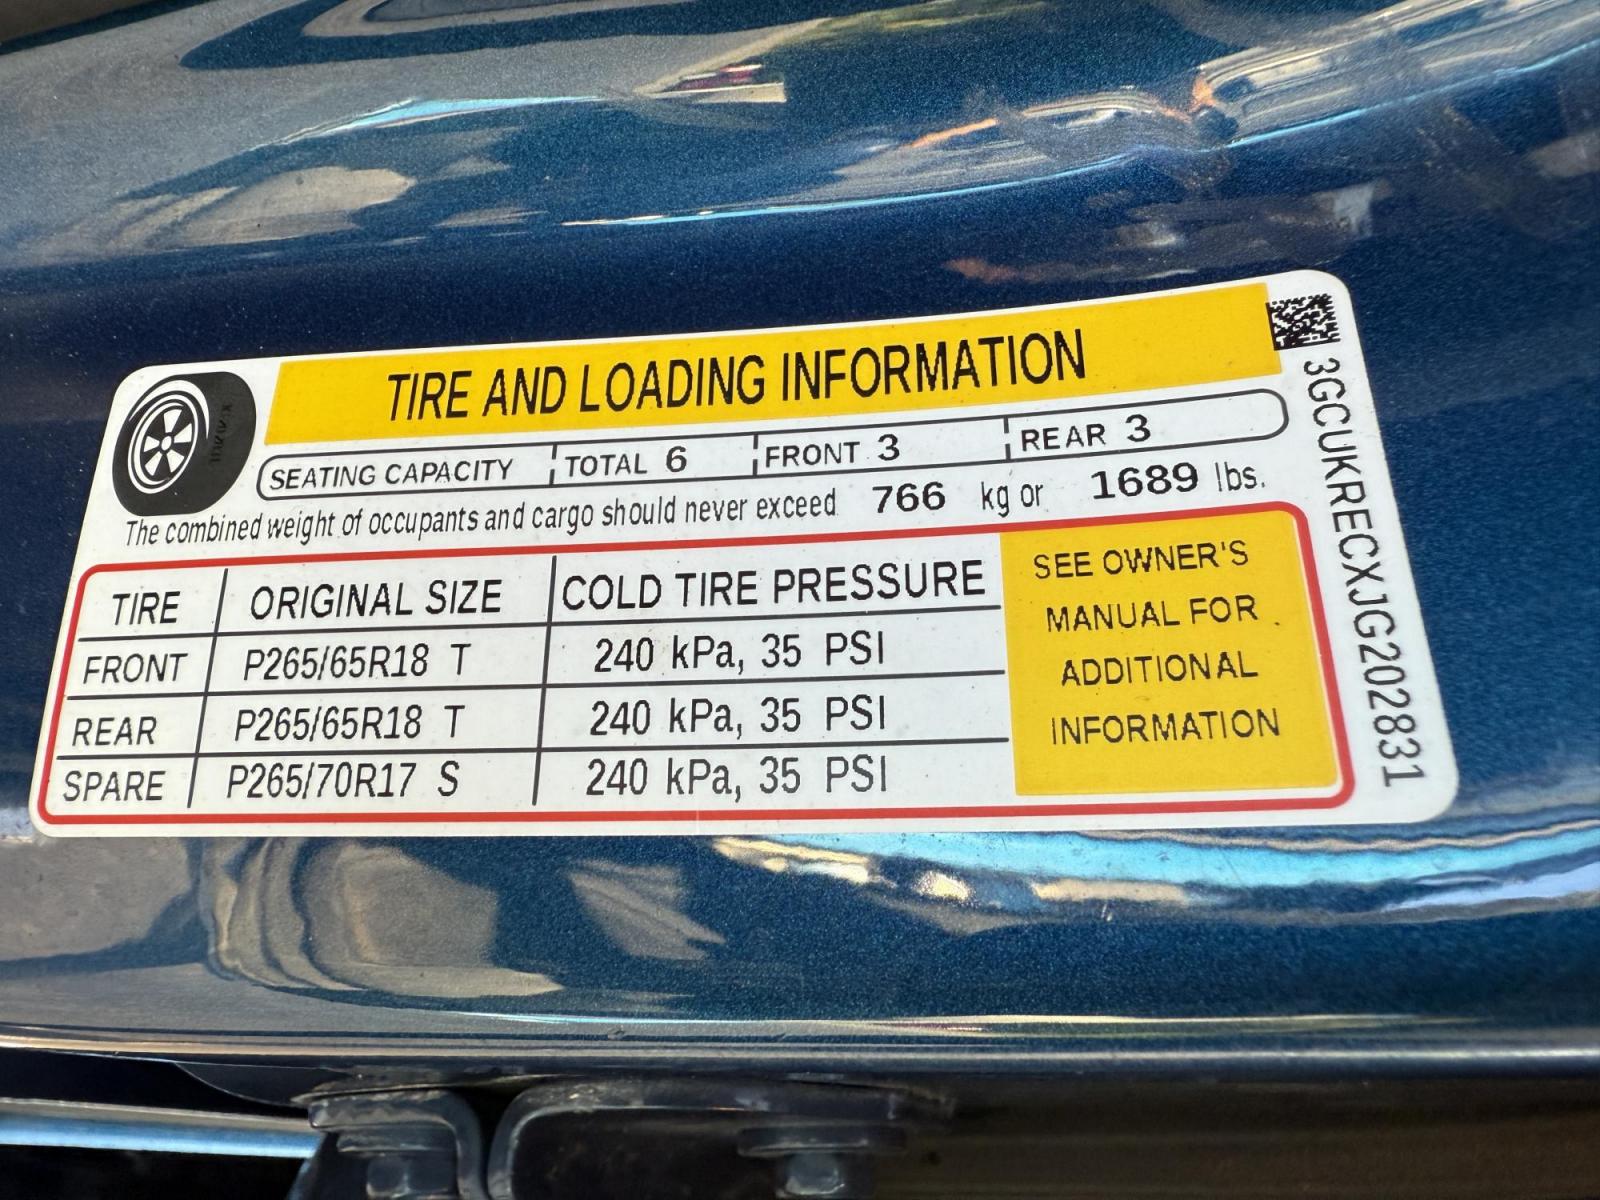 TIRE AND LOADING INFORMATION
SEATING CAPACITY TOTAL 6 FRONT 3 REAR 3
The combined weight of occupants and cargo should never exceed 766 kg or 1689 lbs.
TIRE ORIGINAL SIZE COLD TIRE PRESSURE
FRONT P265/65R18 T 240 kPa, 35 PSI
REAR P265/65R18 T 240 kPa, 35 PSI
SPARE P265/70R17 S 240 kPa, 35 PSI
SEE OWNER'S
MANUAL FOR
ADDITIONAL
INFORMATION
3GCUKRECXJG202831